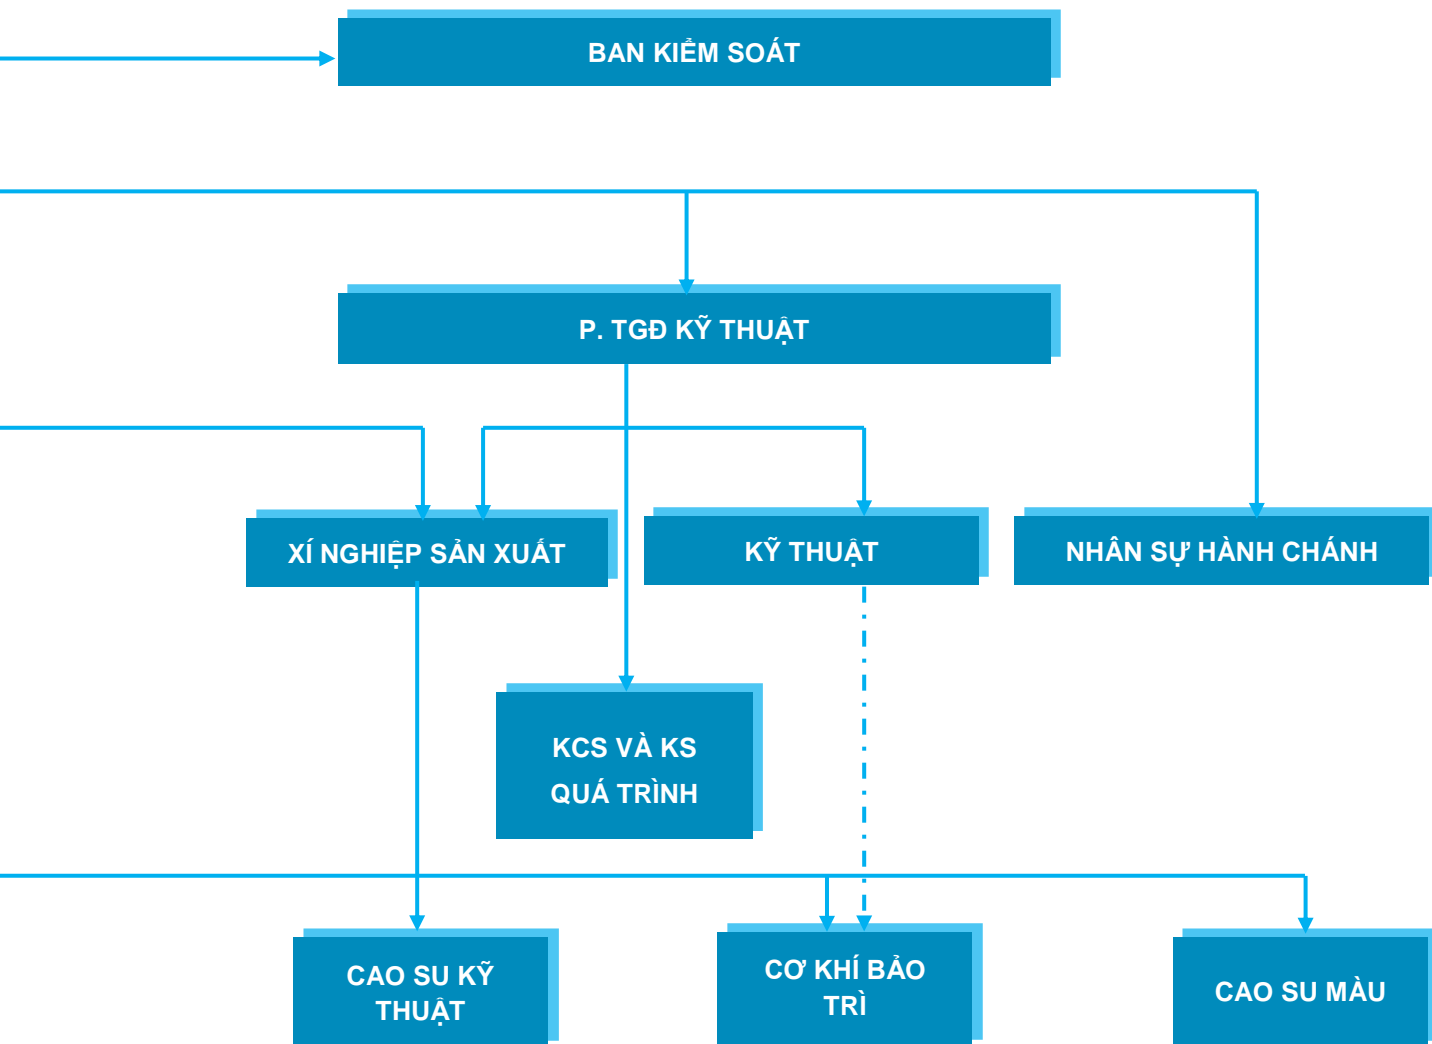 BAN KIỂM SOÁT
P. TGĐ KỸ THUẬT
XÍ NGHIỆP SẢN XUẤT
KỸ THUẬT
NHÂN SỰ HÀNH CHÁNH
KCS VÀ KS
QUÁ TRÌNH
CAO SU KỸ
THUẬT
CƠ KHÍ BẢO
TRÌ
CAO SU MÀU